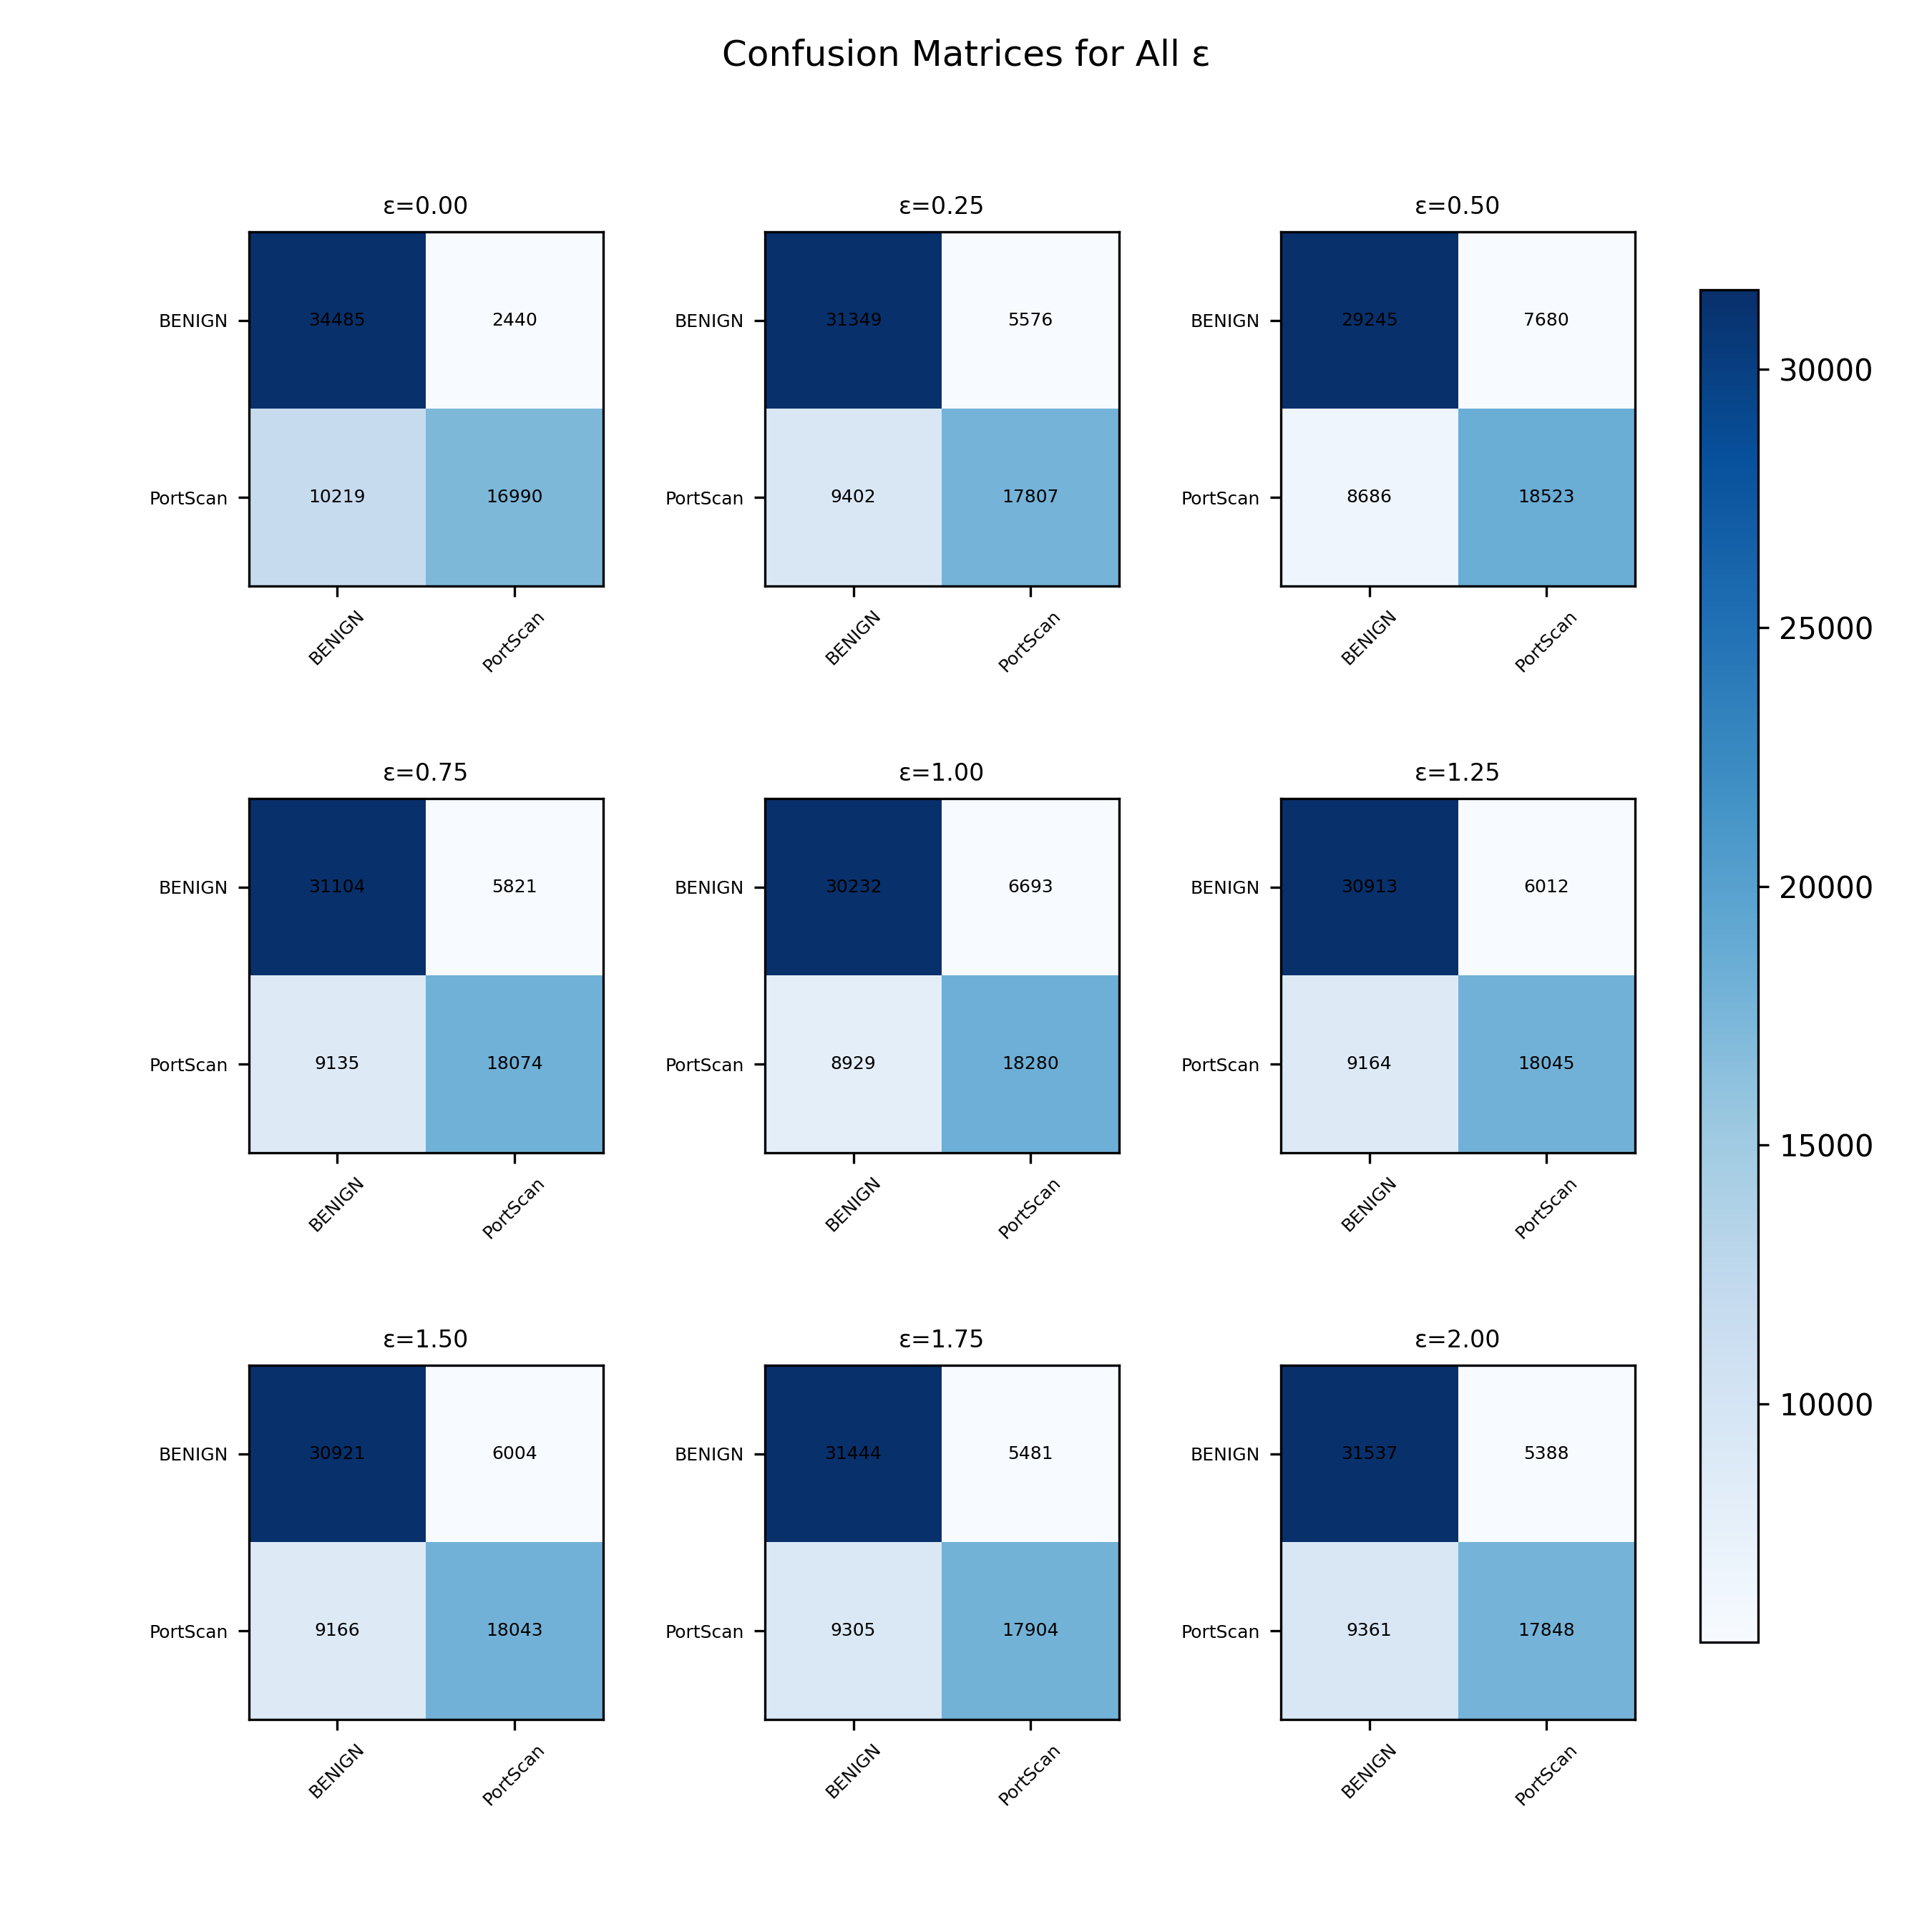 Confusion Matrices for All ε
ε=0.00 ε=0.25 ε=0.50
BENIGN 34485 2440 BENIGN 31349 5576 BENIGN 29245 7680
30000
PortScan 10219 16990 PortScan 9402 17807 PortScan 8686 18523
25000
BENIGN PortScan BENIGN PortScan BENIGN PortScan
ε=0.75 ε=1.00 ε=1.25
BENIGN 31104 5821 BENIGN 30232 6693 BENIGN 30913 6012
20000
PortScan 9135 18074 PortScan 8929 18280 PortScan 9164 18045
15000
BENIGN PortScan BENIGN PortScan BENIGN PortScan
ε=1.50 ε=1.75 ε=2.00
10000
BENIGN 30921 6004 BENIGN 31444 5481 BENIGN 31537 5388
PortScan 9166 18043 PortScan 9305 17904 PortScan 9361 17848
BENIGN PortScan BENIGN PortScan BENIGN PortScan